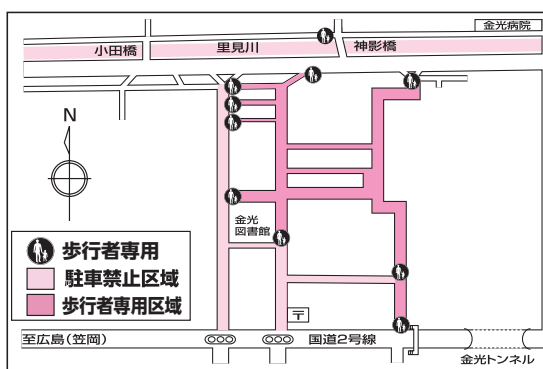 金光病院
小田橋
里見川
神影橋
N
金光
図書館
歩行者専用
駐車禁止区域
歩行者専用区域
〒
至広島(笠岡)
国道2号線
金光トンネル